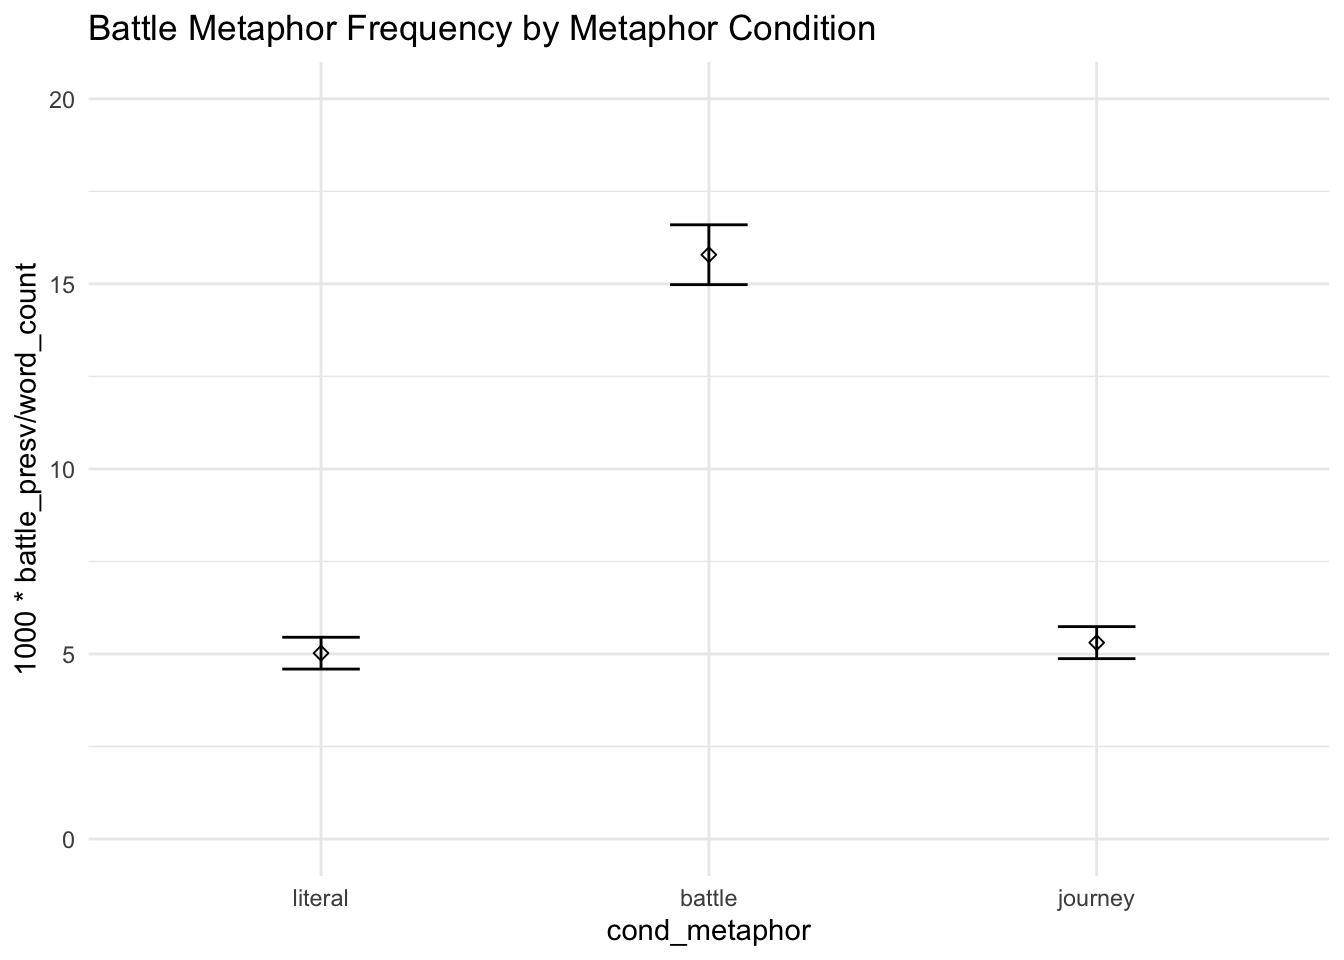 Battle Metaphor Frequency by Metaphor Condition
1000 * battle_presv/word_count
20
15
10
5
0
literal
battle
journey
cond_metaphor